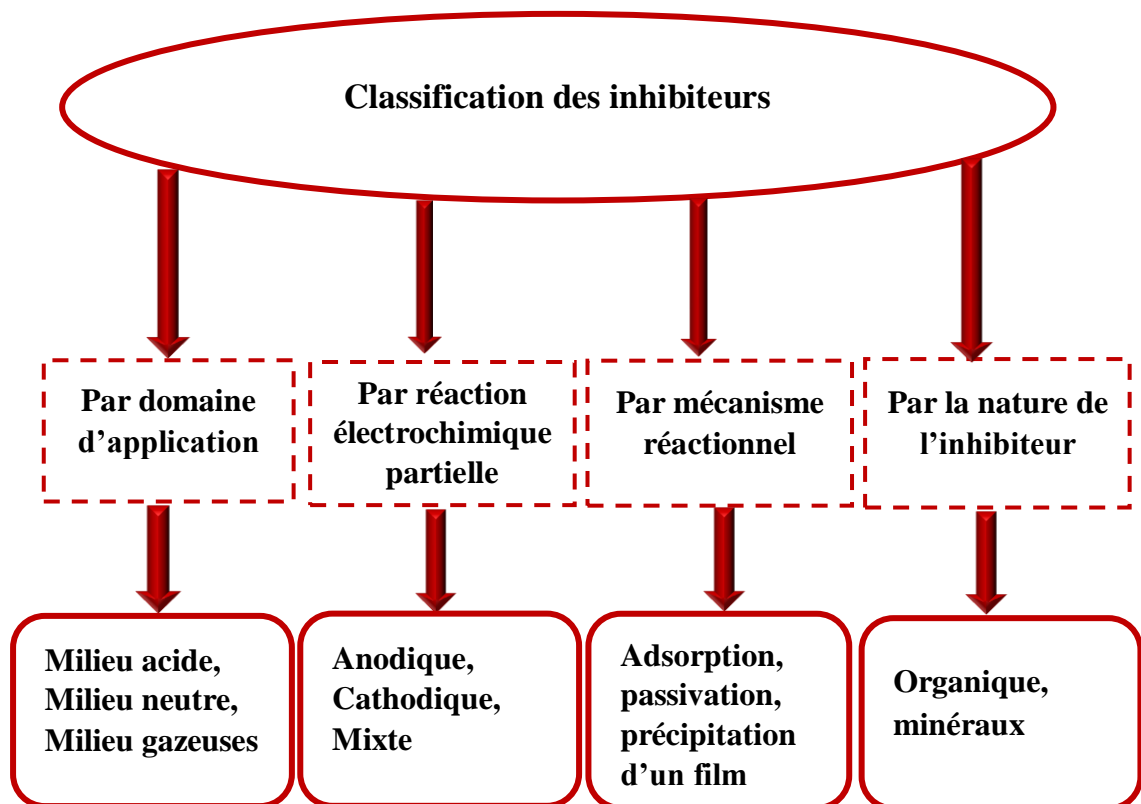 Classification des inhibiteurs
Par domaine
d’application
Par réaction
électrochimique
partielle
Par mécanisme
réactionnel
Par la nature de
l’inhibiteur
Milieu acide,
Milieu neutre,
Milieu gazeuses
Anodique,
Cathodique,
Mixte
Adsorption,
passivation,
précipitation
d’un film
Organique,
minéraux